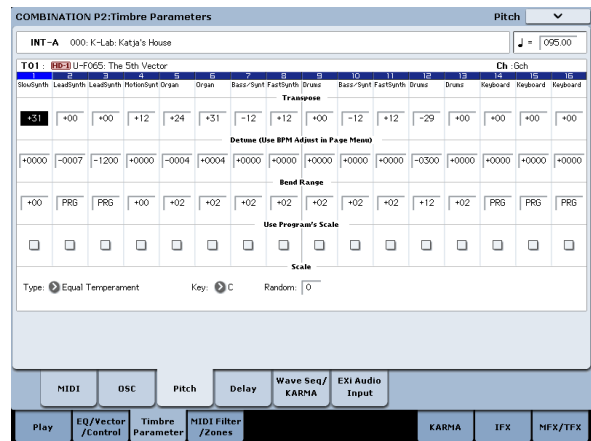 COMBINATION P2:Timbre Parameters Pitch
INT-A 000: K-Lab: Katja's House ♩ = 095.00
T01 : HD-1 U-F065: The 5th Vector Ch :Gch
1 2 3 4 5 6 7 8 9 10 11 12 13 14 15 16
SlowSynth LeadSynth LeadSynth MotionSynt Organ Organ Bass/Synt FastSynth Drums Bass/Synt FastSynth Drums Drums Keyboard Keyboard Keyboard
Transpose
+31 +00 +00 +12 +24 +31 -12 +12 +00 -12 +12 -29 +00 +00 +00 +00
Detune (Use BPM Adjust in Page Menu)
+0000 -0007 -1200 +0000 -0004 +0004 +0000 +0000 +0000 +0000 +0000 -0300 +0000 +0000 +0000 +0000
Bend Range
+00 PRG PRG +00 +02 +02 +02 +02 +02 +02 +02 +12 +02 PRG PRG PRG
Use Program's Scale
Scale
Type: Equal Temperament Key: C Random: 0
MIDI OSC Pitch Delay Wave Seq/ KARMA EXi Audio Input
Play EQ/Vector /Control Timbre Parameter MIDI Filter /Zones KARMA IFX MFX/TFX